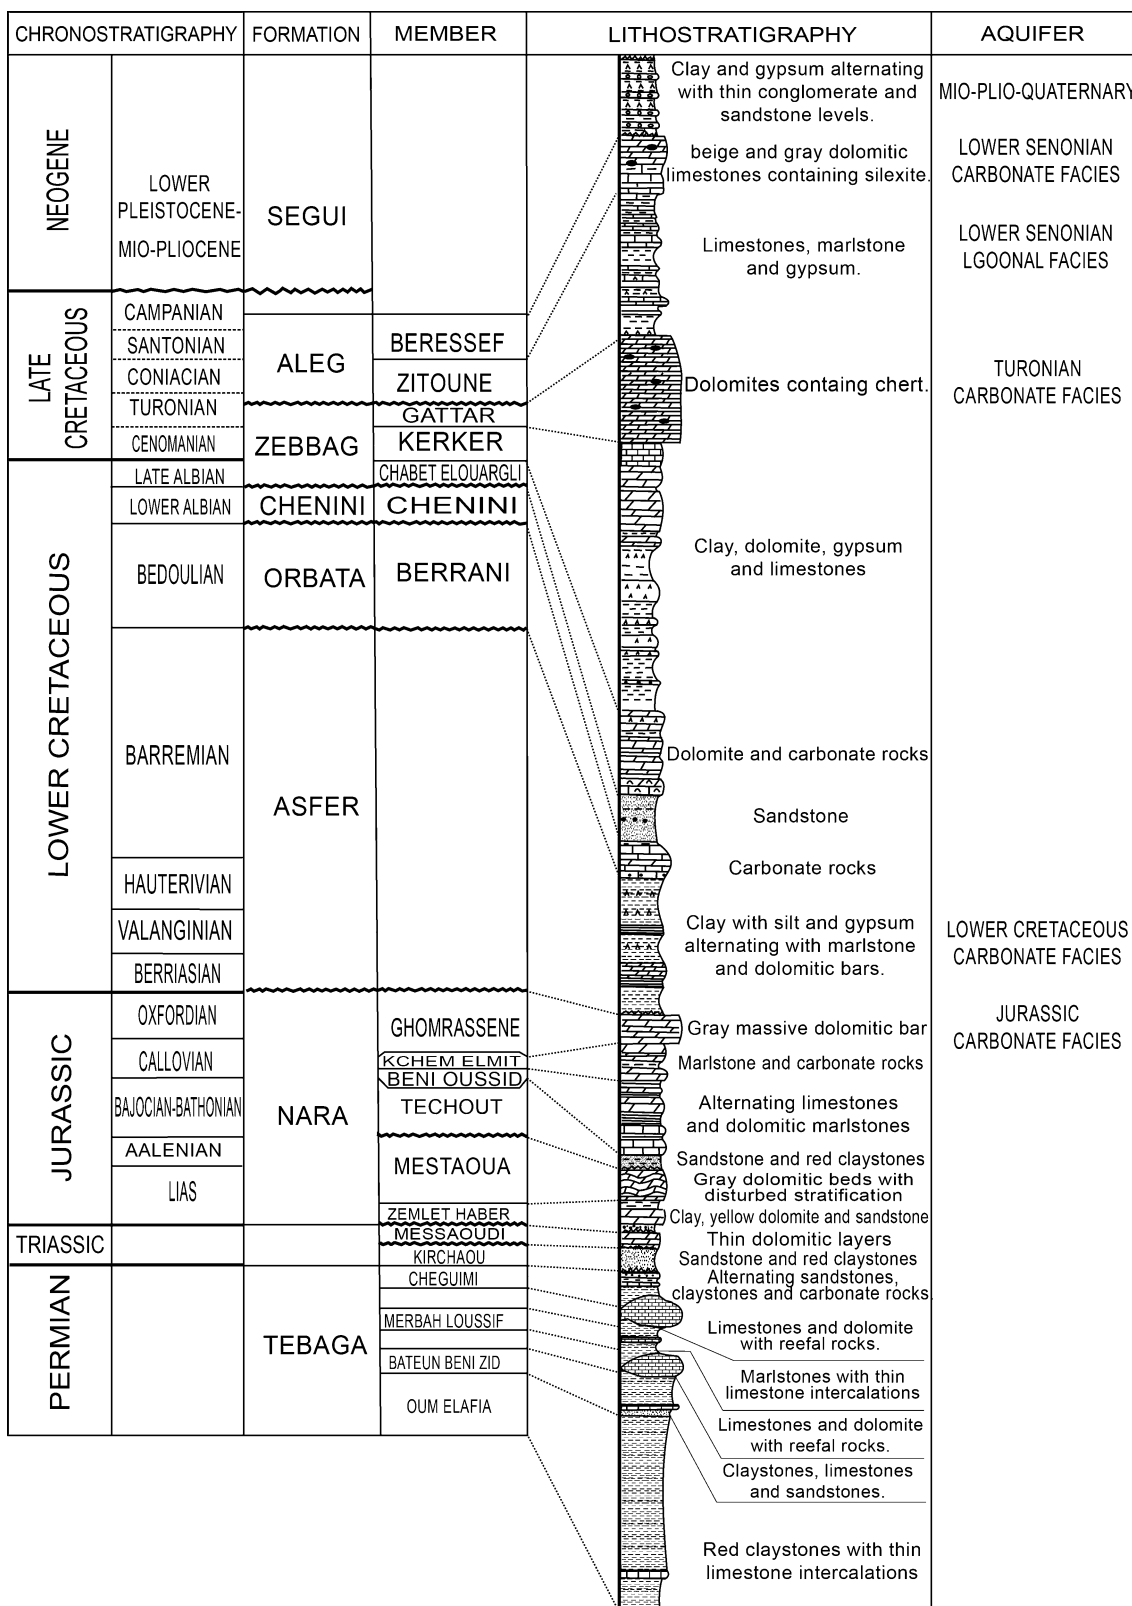 CHRONOSTRATIGRAPHY
FORMATION
MEMBER
LITHOSTRATIGRAPHY
AQUIFER
NEOGENE
LOWER
PLEISTOCENE-
MIO-PLIOCENE
SEGUI
LATE
CRETACEOUS
CAMPANIAN
SANTONIAN
CONIACIAN
TURONIAN
CENOMANIAN
ALEG
ZEBBAG
BERESSEF
ZITOUNE
GATTAR
KERKER
CHABET ELOUARGLI
LOWER CRETACEOUS
LATE ALBIAN
LOWER ALBIAN
BEDOULIAN
BARREMIAN
HAUTERIVIAN
VALANGINIAN
BERRIASIAN
CHENINI
CHENINI
ORBATA
BERRANI
ASFER
JURASSIC
OXFORDIAN
CALLOVIAN
BAJOCIAN-BATHONIAN
AALENIAN
LIAS
NARA
GHOMRASSENE
KCHEM ELMIT
BENI OUSSID
TECHOUT
MESTAOUA
ZEMLET HABER
TRIASSIC
MESSAOUDI
KIRCHAOU
PERMIAN
TEBAGA
CHEGUIMI
MERBAH LOUSSIF
BATEUN BENI ZID
OUM ELAFIA
Clay and gypsum alternating
with thin conglomerate and
sandstone levels.
beige and gray dolomitic
limestones containing silexite.
Limestones, marlstone
and gypsum.
Dolomites containg chert.
Clay, dolomite, gypsum
and limestones
Dolomite and carbonate rocks
Sandstone
Carbonate rocks
Clay with silt and gypsum
alternating with marlstone
and dolomitic bars.
Gray massive dolomitic bar
Marlstone and carbonate rocks
Alternating limestones
and dolomitic marlstones
Sandstone and red claystones
Gray dolomitic beds with
disturbed stratification
Clay, yellow dolomite and sandstone
Thin dolomitic layers
Sandstone and red claystones
Alternating sandstones,
claystones and carbonate rocks.
Limestones and dolomite
with reefal rocks.
Marlstones with thin
limestone intercalations
Limestones and dolomite
with reefal rocks.
Claystones, limestones
and sandstones.
Red claystones with thin
limestone intercalations
MIO-PLIO-QUATERNARY
LOWER SENONIAN
CARBONATE FACIES
LOWER SENONIAN
LGOONAL FACIES
TURONIAN
CARBONATE FACIES
LOWER CRETACEOUS
CARBONATE FACIES
JURASSIC
CARBONATE FACIES